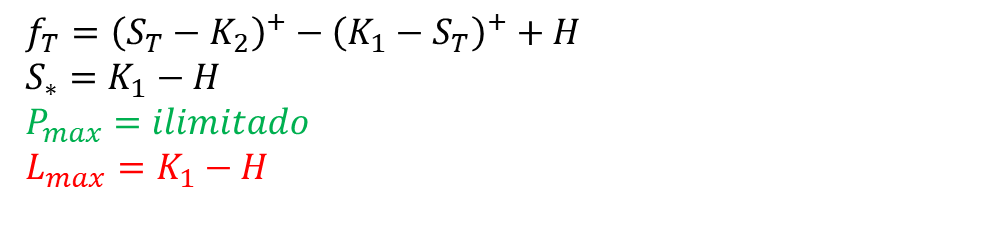 f_T = (S_T − K_2)^+ − (K_1 − S_T)^+ + H
S_* = K_1 − H
P_max = ilimitado
L_max = K_1 − H